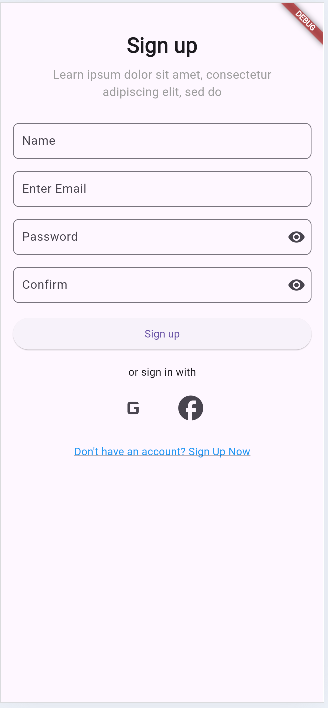 DEBUG
Sign up
Learn ipsum dolor sit amet, consectetur
adipiscing elit, sed do
Name
Enter Email
Password
Confirm
Sign up
or sign in with
G f
Don't have an account? Sign Up Now